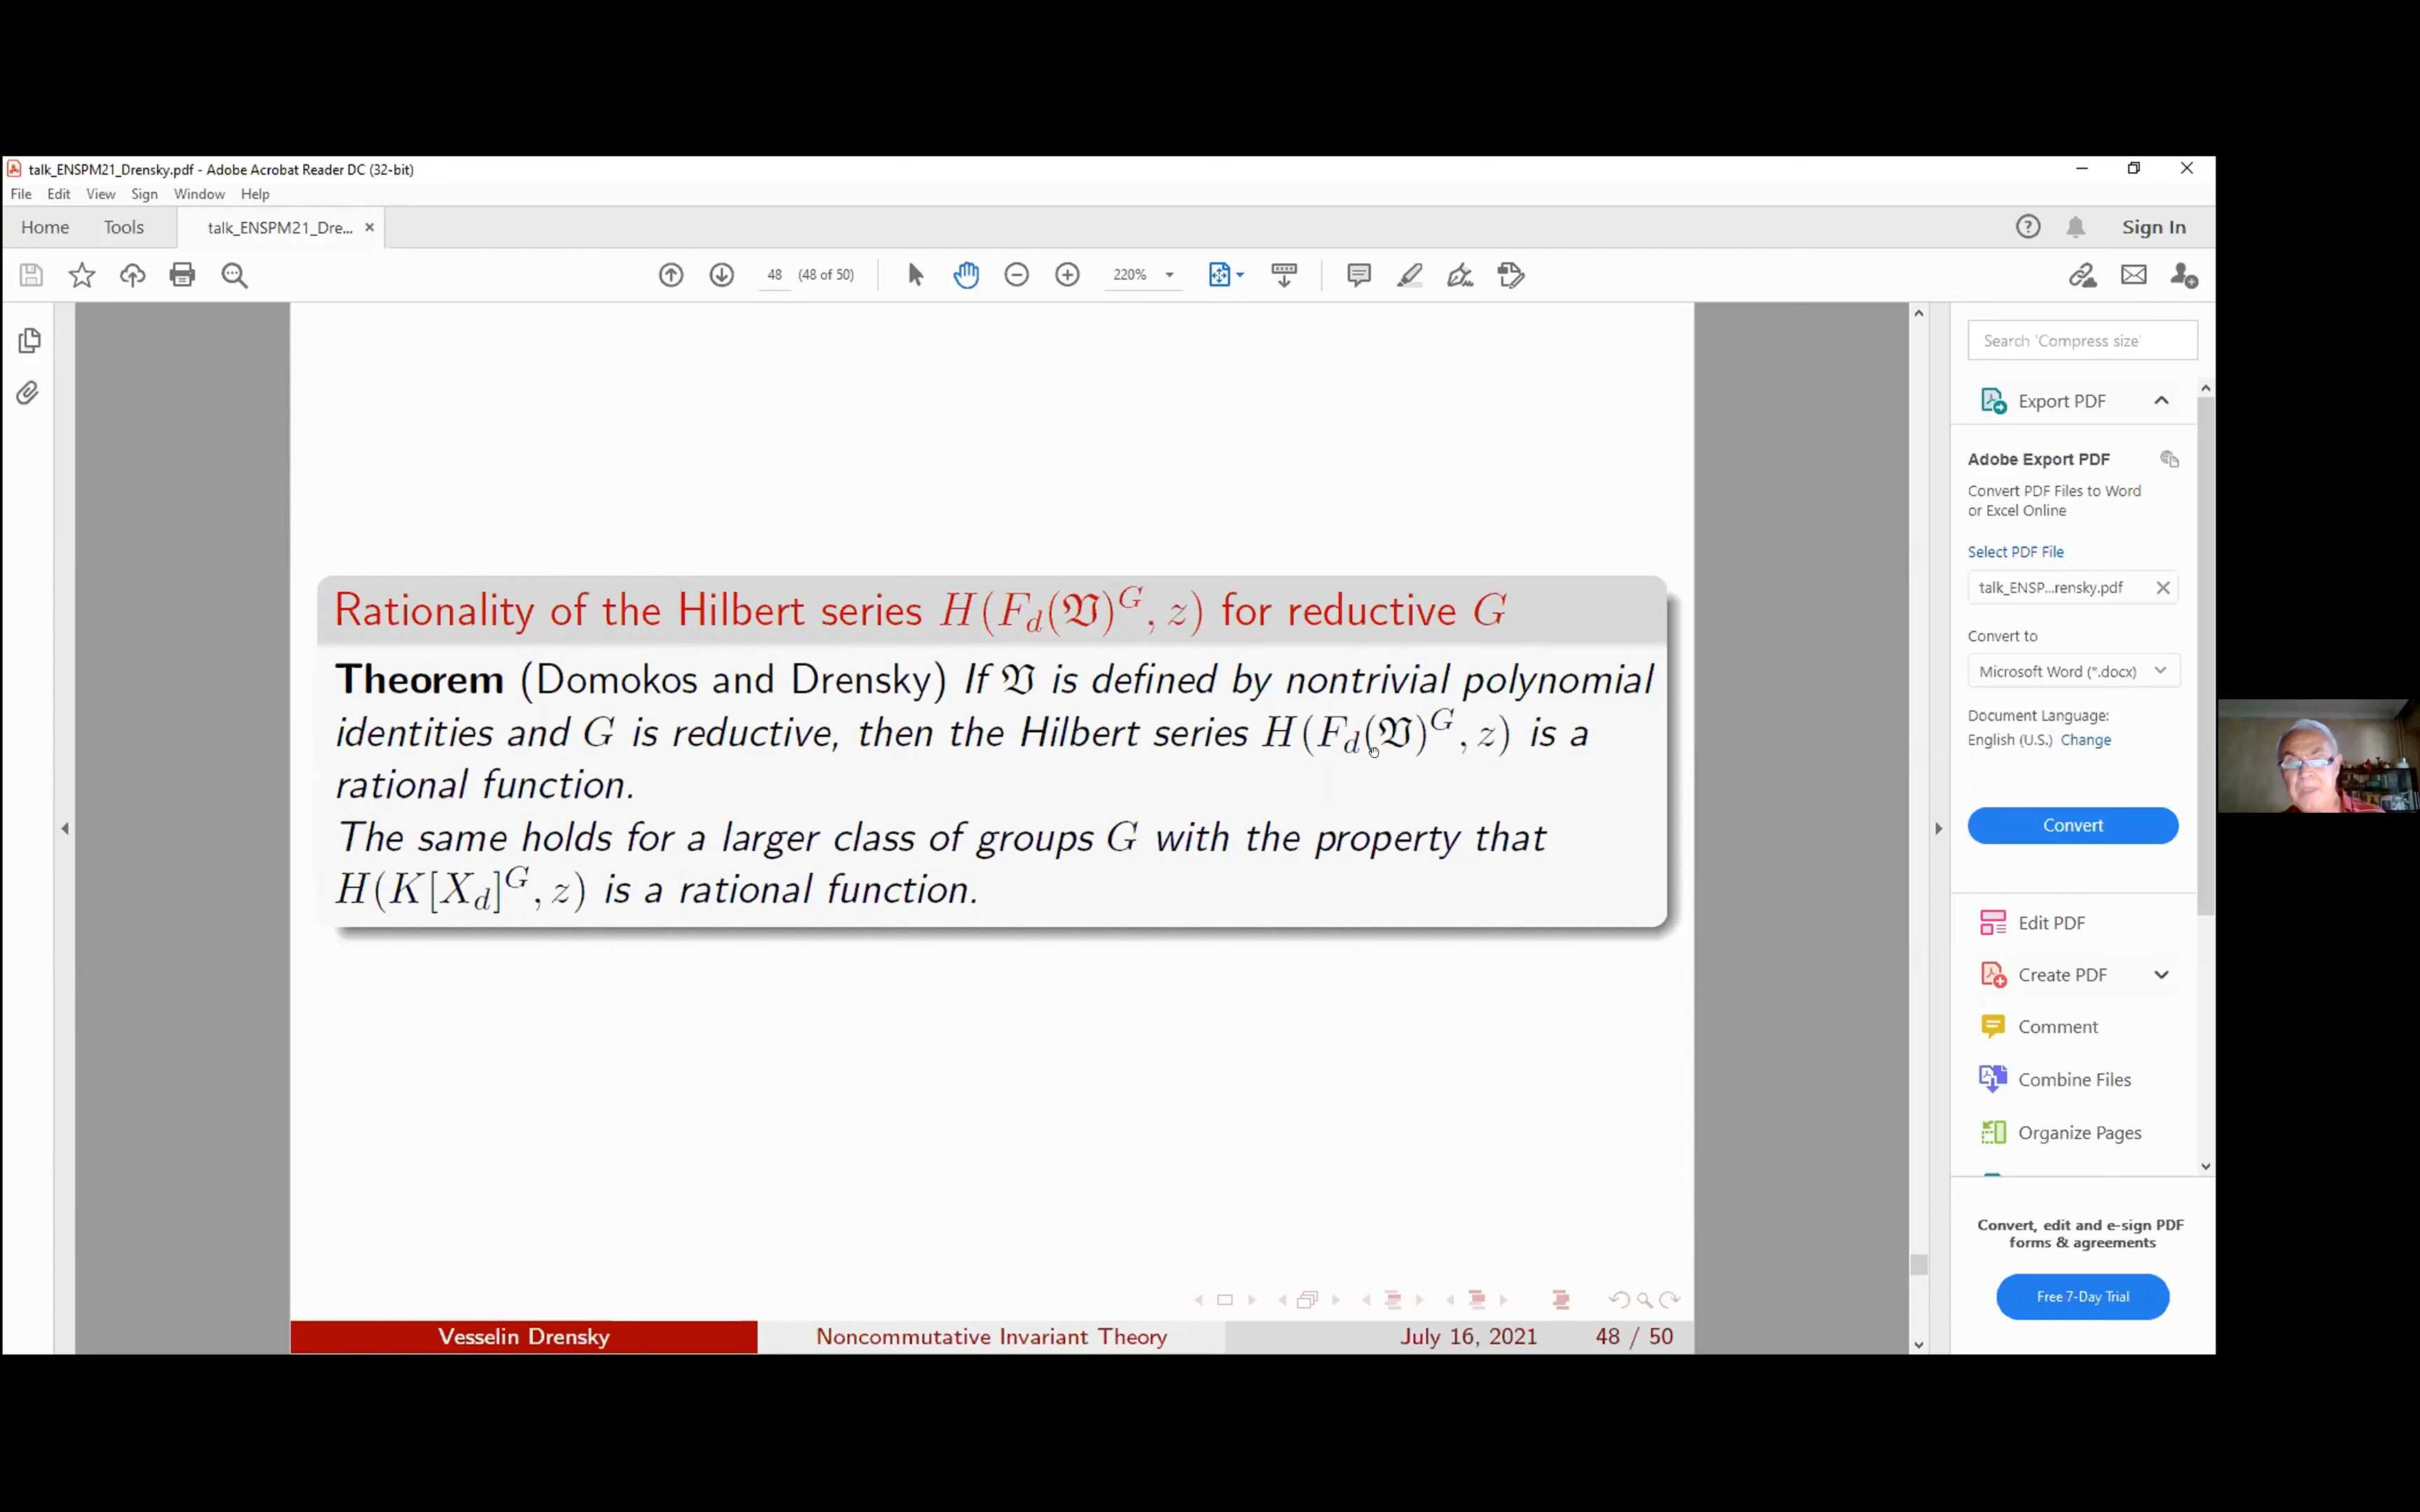 talk_ENSPM21_Drensky.pdf - Adobe Acrobat Reader DC (32-bit)
File Edit View Sign Window Help
Home Tools talk_ENSPM21_Dre... × Sign In
48 (48 of 50) 220%
Search 'Compress size'
Export PDF
Adobe Export PDF
Convert PDF Files to Word
or Excel Online
Select PDF File
talk_ENSP...rensky.pdf
Convert to
Microsoft Word (*.docx)
Document Language:
English (U.S.) Change
Convert
Edit PDF
Create PDF
Comment
Combine Files
Organize Pages
Convert, edit and e-sign PDF
forms & agreements
Free 7-Day Trial
Rationality of the Hilbert series $H(F_d(\mathfrak{V})^G, z)$ for reductive $G$
Theorem (Domokos and Drensky) If $\mathfrak{V}$ is defined by nontrivial polynomial
identities and $G$ is reductive, then the Hilbert series $H(F_d(\mathfrak{V})^G, z)$ is a
rational function.
The same holds for a larger class of groups $G$ with the property that
$H(K[X_d]^G, z)$ is a rational function.
Vesselin Drensky Noncommutative Invariant Theory July 16, 2021 48 / 50